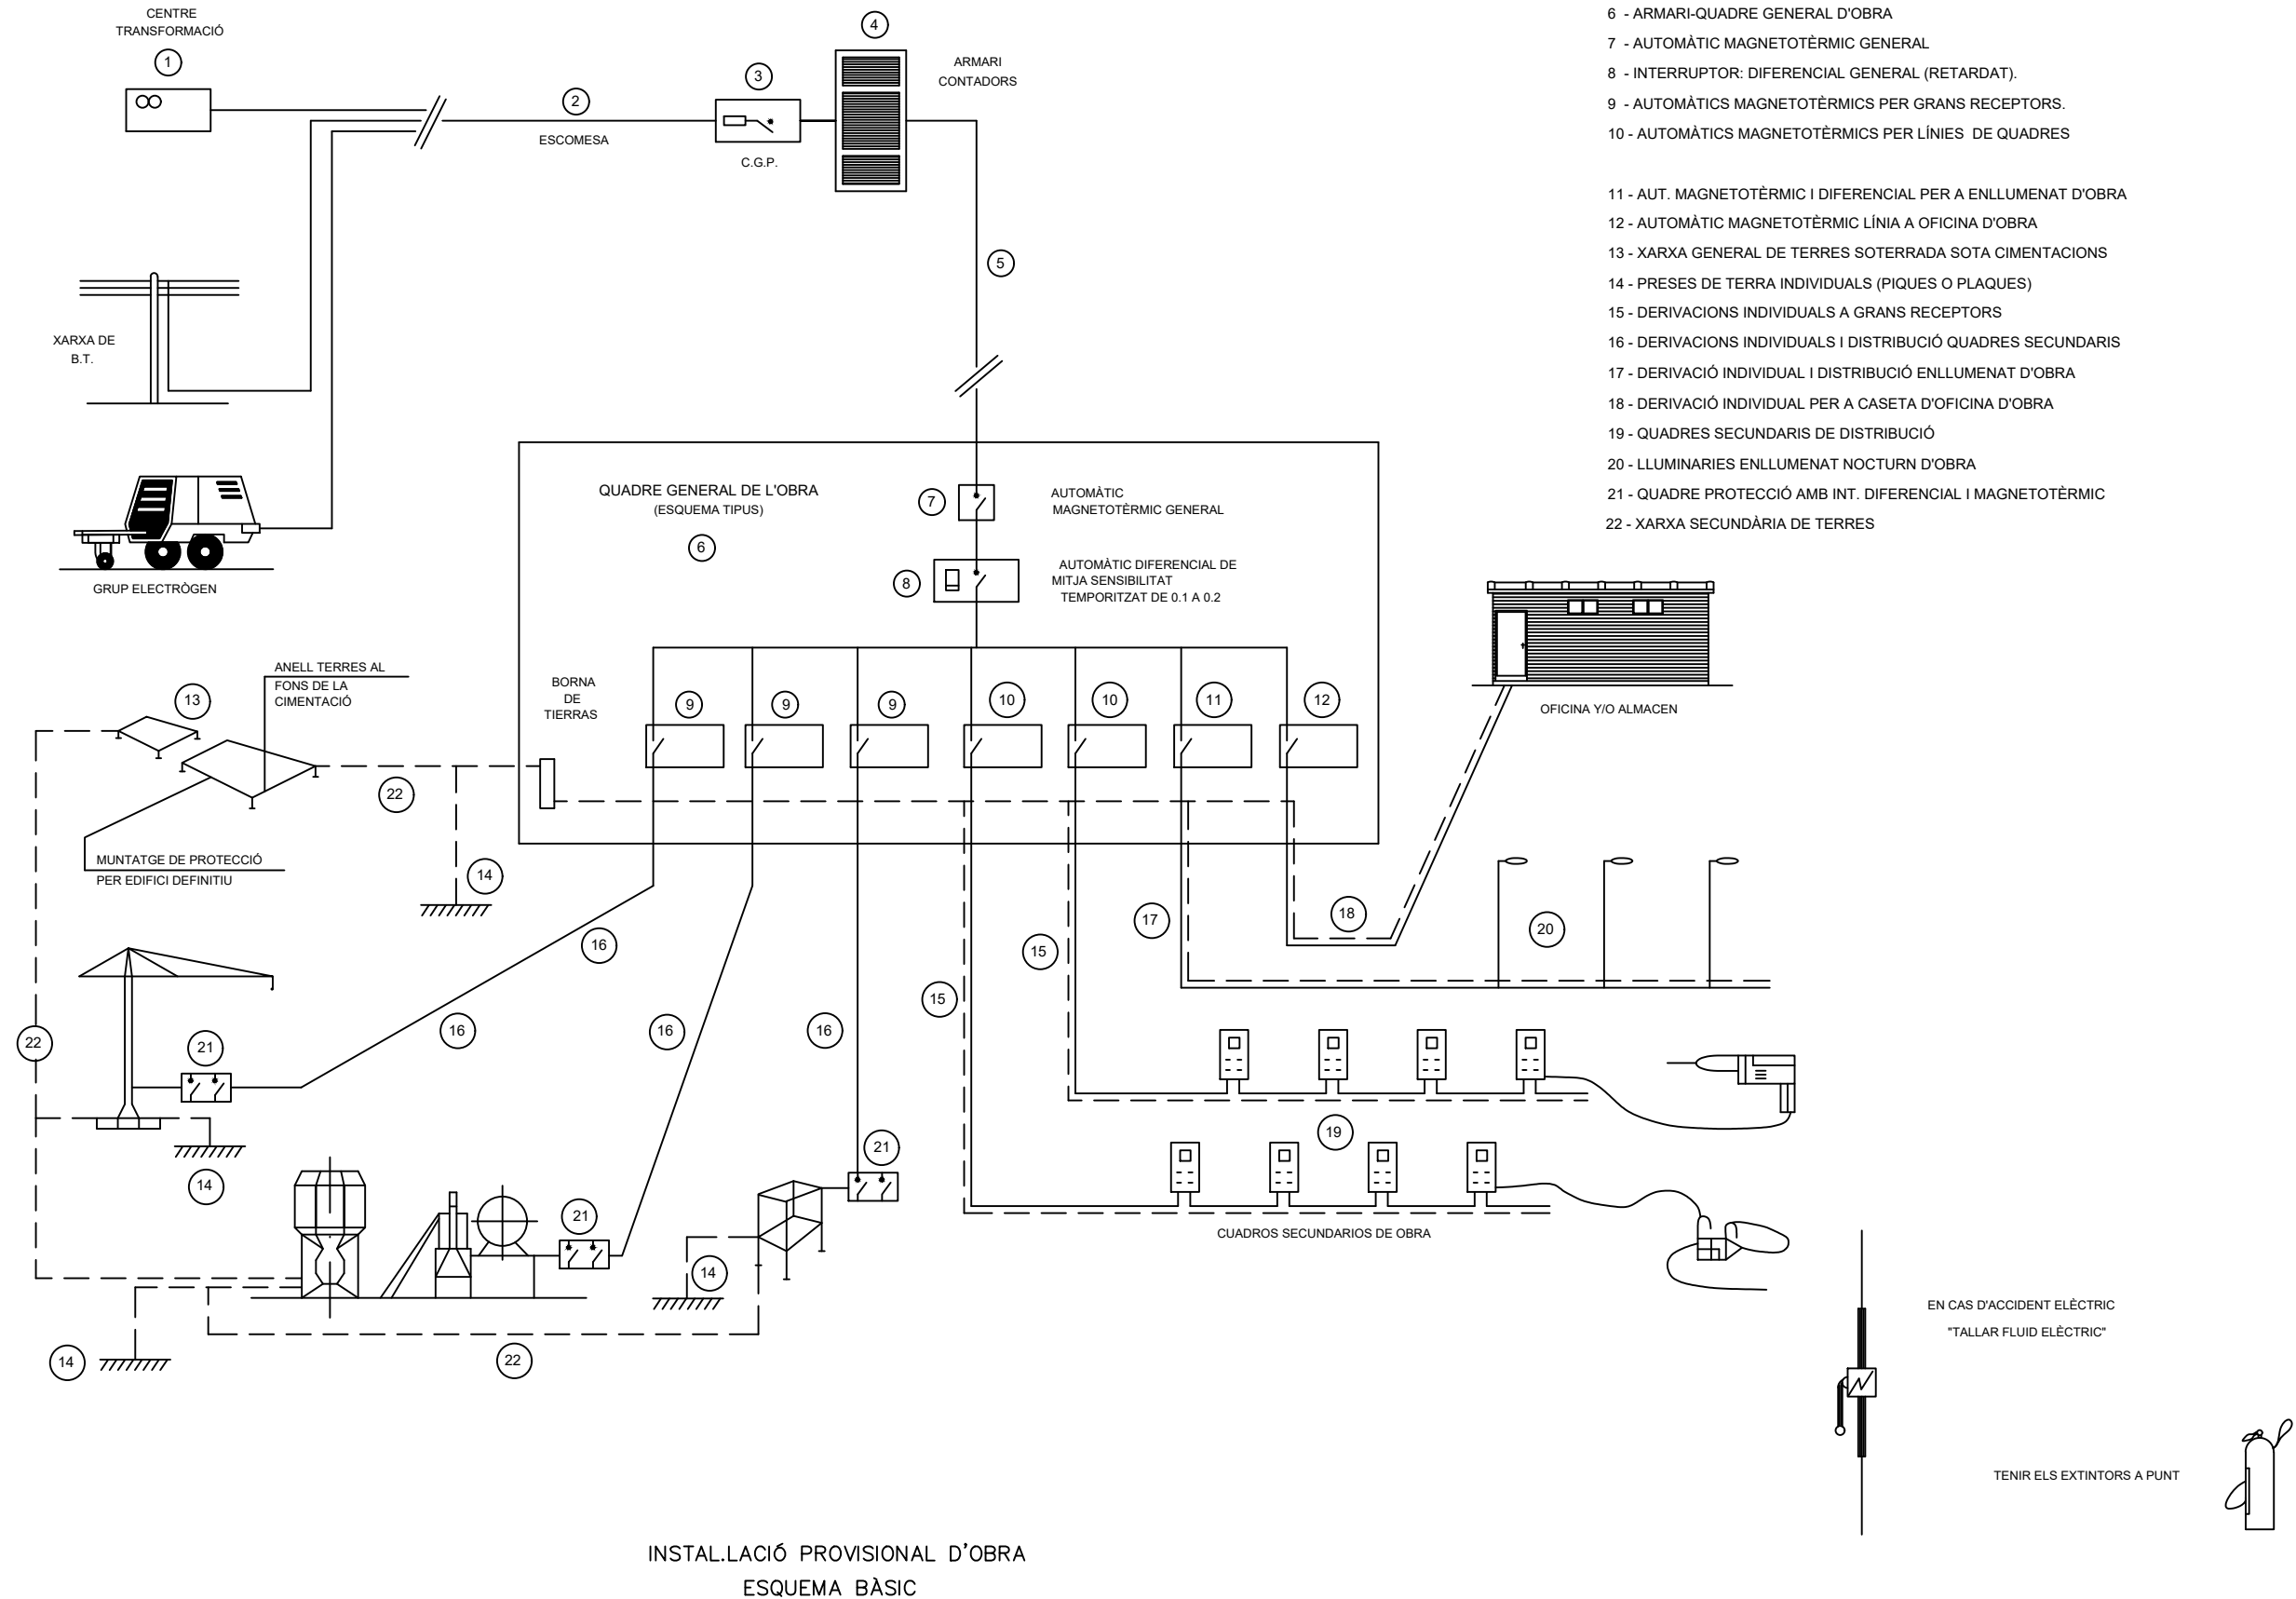 CENTRE
TRANSFORMACIÓ
1
2
ESCOMESA
3
C.G.P.
4
ARMARI
CONTADORS
5
6 - ARMARI-QUADRE GENERAL D'OBRA
7 - AUTOMÀTIC MAGNETOTÈRMIC GENERAL
8 - INTERRUPTOR: DIFERENCIAL GENERAL (RETARDAT).
9 - AUTOMÀTICS MAGNETOTÈRMICS PER GRANS RECEPTORS.
10 - AUTOMÀTICS MAGNETOTÈRMICS PER LÍNIES DE QUADRES
11 - AUT. MAGNETOTÈRMIC I DIFERENCIAL PER A ENLLUMENAT D'OBRA
12 - AUTOMÀTIC MAGNETOTÈRMIC LÍNIA A OFICINA D'OBRA
13 - XARXA GENERAL DE TERRES SOTERRADA SOTA CIMENTACIONS
14 - PRESES DE TERRA INDIVIDUALS (PIQUES O PLAQUES)
15 - DERIVACIONS INDIVIDUALS A GRANS RECEPTORS
16 - DERIVACIONS INDIVIDUALS I DISTRIBUCIÓ QUADRES SECUNDARIS
17 - DERIVACIÓ INDIVIDUAL I DISTRIBUCIÓ ENLLUMENAT D'OBRA
18 - DERIVACIÓ INDIVIDUAL PER A CASETA D'OFICINA D'OBRA
19 - QUADRES SECUNDARIS DE DISTRIBUCIÓ
20 - LLUMINARIES ENLLUMENAT NOCTURN D'OBRA
21 - QUADRE PROTECCIÓ AMB INT. DIFERENCIAL I MAGNETOTÈRMIC
22 - XARXA SECUNDÀRIA DE TERRES
XARXA DE
B.T.
GRUP ELECTRÒGEN
QUADRE GENERAL DE L'OBRA
(ESQUEMA TIPUS)
6
7
AUTOMÀTIC
MAGNETOTÈRMIC GENERAL
8
AUTOMÀTIC DIFERENCIAL DE
MITJA SENSIBILITAT
TEMPORITZAT DE 0.1 A 0.2
BORNA
DE
TIERRAS
9
9
9
10
10
11
12
OFICINA Y/O ALMACEN
ANELL TERRES AL
FONS DE LA
CIMENTACIÓ
13
22
MUNTATGE DE PROTECCIÓ
PER EDIFICI DEFINITIU
14
16
15
15
17
18
20
22
21
16
16
16
14
21
21
14
19
CUADROS SECUNDARIOS DE OBRA
14
22
EN CAS D'ACCIDENT ELÈCTRIC
"TALLAR FLUID ELÈCTRIC"
TENIR ELS EXTINTORS A PUNT
INSTAL.LACIÓ PROVISIONAL D'OBRA
ESQUEMA BÀSIC